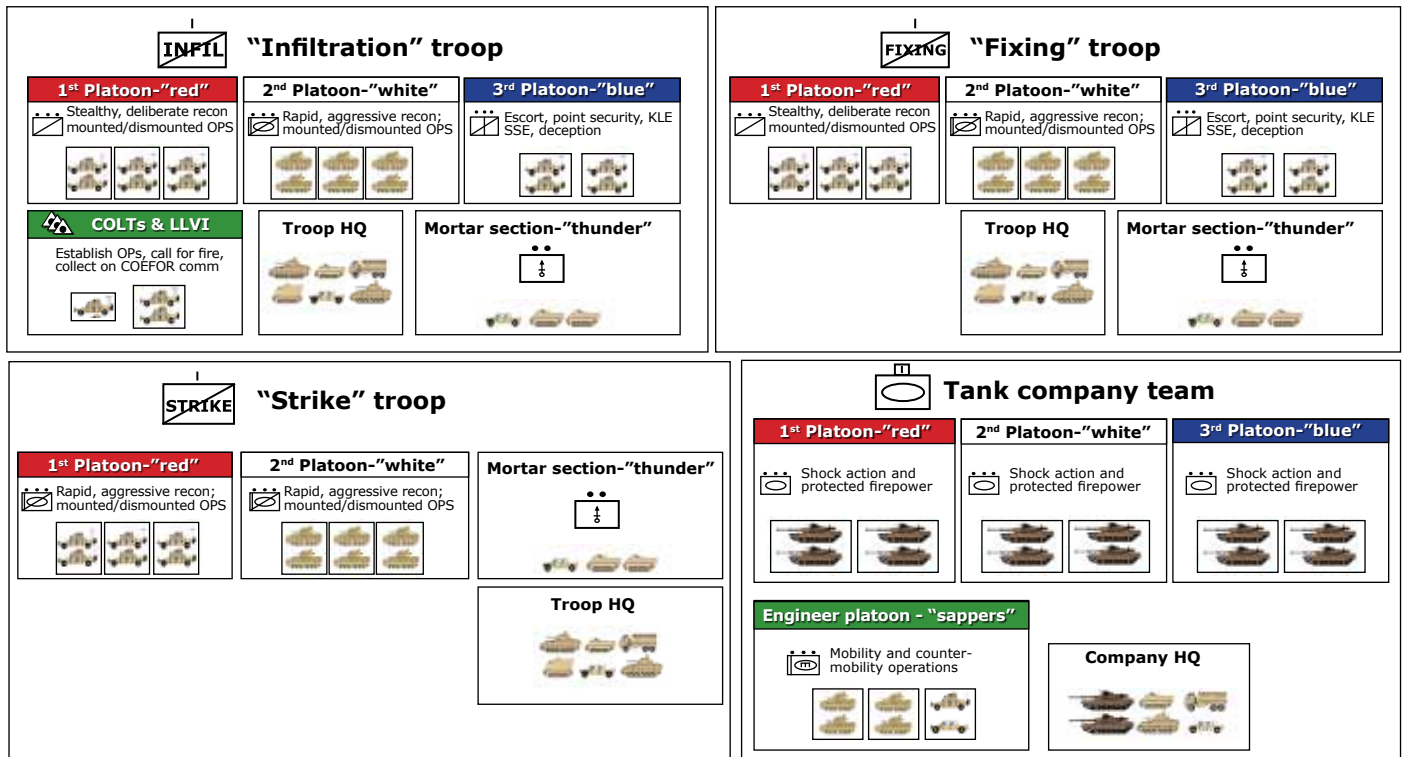 INFIL
“Infiltration” troop
1st Platoon-”red”
Stealthy, deliberate recon
mounted/dismounted OPS
2nd Platoon-”white”
Rapid, aggressive recon;
mounted/dismounted OPS
3rd Platoon-”blue”
Escort, point security, KLE
SSE, deception
COLTs & LLVI
Establish OPs, call for fire,
collect on COEFOR comm
Troop HQ
Mortar section-”thunder”
FIXING
“Fixing” troop
1st Platoon-”red”
Stealthy, deliberate recon
mounted/dismounted OPS
2nd Platoon-”white”
Rapid, aggressive recon;
mounted/dismounted OPS
3rd Platoon-”blue”
Escort, point security, KLE
SSE, deception
Troop HQ
Mortar section-”thunder”
STRIKE
“Strike” troop
1st Platoon-”red”
Rapid, aggressive recon;
mounted/dismounted OPS
2nd Platoon-”white”
Rapid, aggressive recon;
mounted/dismounted OPS
Mortar section-”thunder”
Troop HQ
Tank company team
1st Platoon-”red”
Shock action and
protected firepower
2nd Platoon-”white”
Shock action and
protected firepower
3rd Platoon-”blue”
Shock action and
protected firepower
Engineer platoon - “sappers”
Mobility and counter-
mobility operations
Company HQ